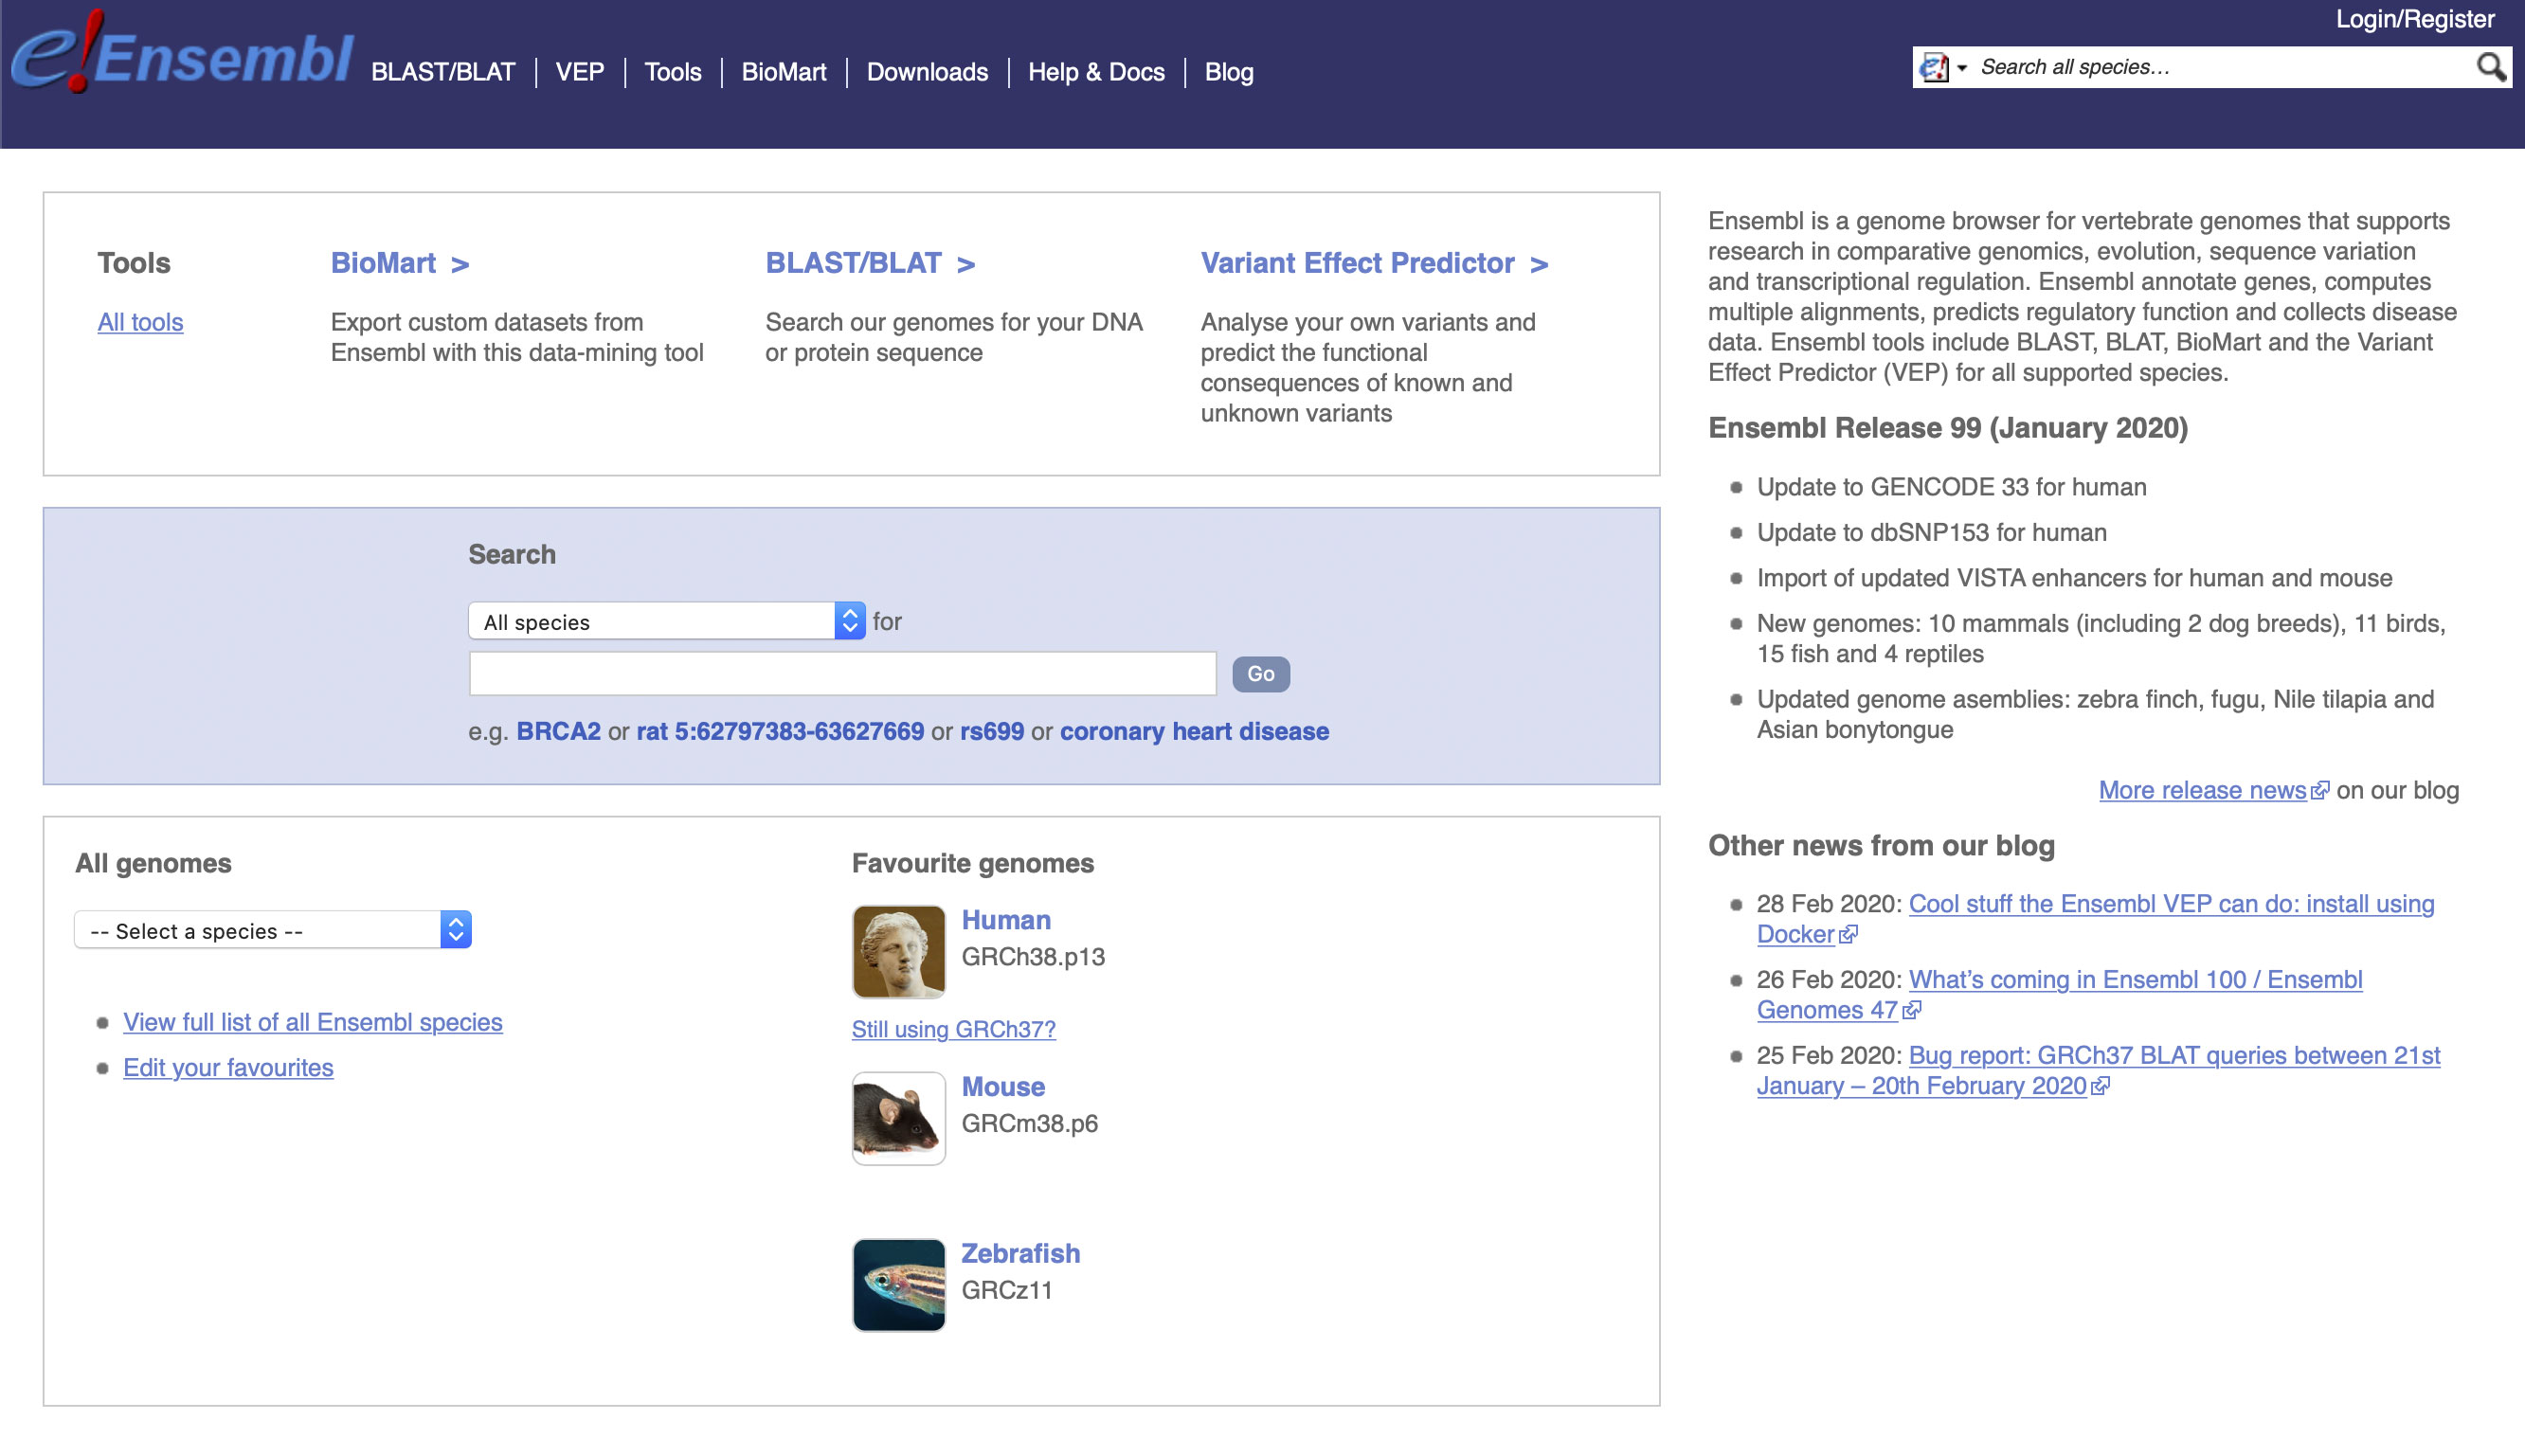 Login/Register
e!Ensembl
BLAST/BLAT | VEP | Tools | BioMart | Downloads | Help & Docs | Blog
e! Search all species…
Tools
All tools
BioMart >
Export custom datasets from
Ensembl with this data-mining tool
BLAST/BLAT >
Search our genomes for your DNA
or protein sequence
Variant Effect Predictor >
Analyse your own variants and
predict the functional
consequences of known and
unknown variants
Search
All species for
Go
e.g. BRCA2 or rat 5:62797383-63627669 or rs699 or coronary heart disease
All genomes
-- Select a species --
View full list of all Ensembl species
Edit your favourites
Favourite genomes
Human
GRCh38.p13
Still using GRCh37?
Mouse
GRCm38.p6
Zebrafish
GRCz11
Ensembl is a genome browser for vertebrate genomes that supports
research in comparative genomics, evolution, sequence variation
and transcriptional regulation. Ensembl annotate genes, computes
multiple alignments, predicts regulatory function and collects disease
data. Ensembl tools include BLAST, BLAT, BioMart and the Variant
Effect Predictor (VEP) for all supported species.
Ensembl Release 99 (January 2020)
Update to GENCODE 33 for human
Update to dbSNP153 for human
Import of updated VISTA enhancers for human and mouse
New genomes: 10 mammals (including 2 dog breeds), 11 birds,
15 fish and 4 reptiles
Updated genome asemblies: zebra finch, fugu, Nile tilapia and
Asian bonytongue
More release news on our blog
Other news from our blog
28 Feb 2020: Cool stuff the Ensembl VEP can do: install using
Docker
26 Feb 2020: What’s coming in Ensembl 100 / Ensembl
Genomes 47
25 Feb 2020: Bug report: GRCh37 BLAT queries between 21st
January – 20th February 2020